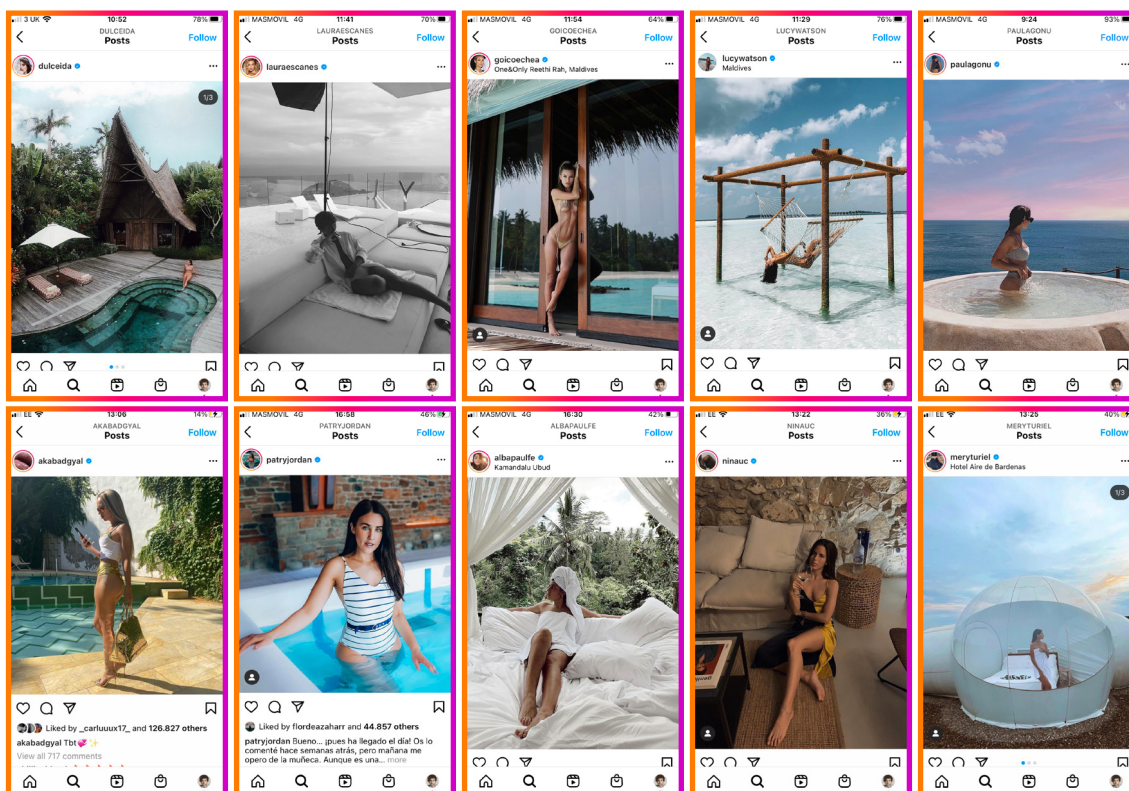 3 UK 10:52 78%
DULCEIDA
Posts
Follow
dulceida
1/3
MASMOVIL 4G 11:41 70%
LAURAESCANES
Posts
Follow
lauraescanes
MASMOVIL 4G 11:54 64%
GOICOECHEA
Posts
Follow
goicoechea
One&Only Reethi Rah, Maldives
MASMOVIL 4G 11:29 76%
LUCYWATSON
Posts
Follow
lucywatson
Maldives
MASMOVIL 4G 9:24 93%
PAULAGONU
Posts
Follow
paulagonu
EE 13:06 14%
AKABADGYAL
Posts
Follow
akabadgyal
Liked by _carluuux17_ and 126.827 others
akabadgyal Tbt💞✨
View all 717 comments
MASMOVIL 4G 16:58 46%
PATRYJORDAN
Posts
Follow
patryjordan
Liked by flordeazaharr and 44.857 others
patryjordan Bueno... ¡pues ha llegado el día! Os lo
comenté hace semanas atrás, pero mañana me
opero de la muñeca. Aunque es una... more
MASMOVIL 4G 16:30 42%
ALBAPAULFE
Posts
Follow
albapaulfe
Kamandalu Ubud
EE 13:22 36%
NINAUC
Posts
Follow
ninauc
EE 13:25 40%
MERYTURIEL
Posts
Follow
meryturiel
Hotel Aire de Bardenas
1/3